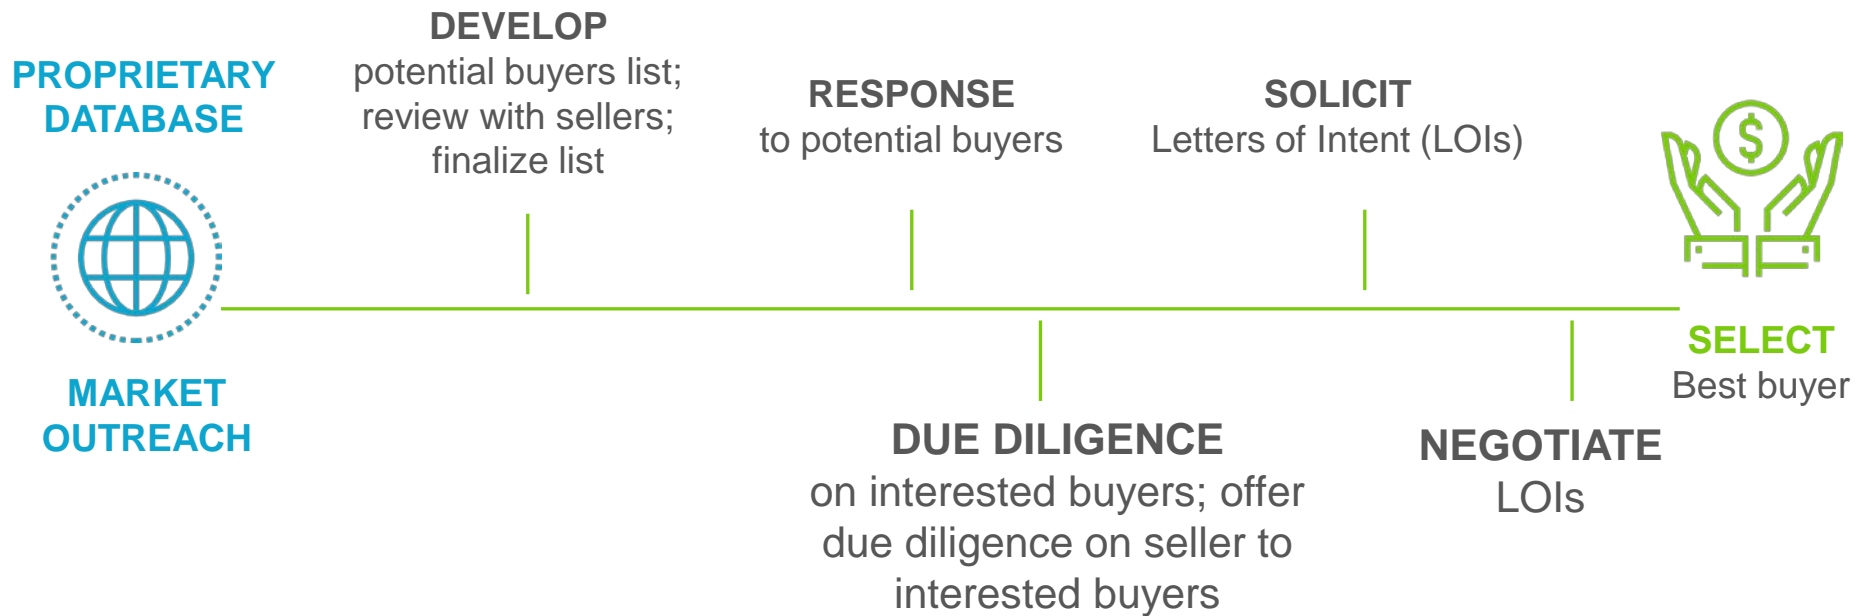 PROPRIETARY
DATABASE
MARKET
OUTREACH
DEVELOP
potential buyers list;
review with sellers;
finalize list
RESPONSE
to potential buyers
DUE DILIGENCE
on interested buyers; offer
due diligence on seller to
interested buyers
SOLICIT
Letters of Intent (LOIs)
NEGOTIATE
LOIs
$
SELECT
Best buyer